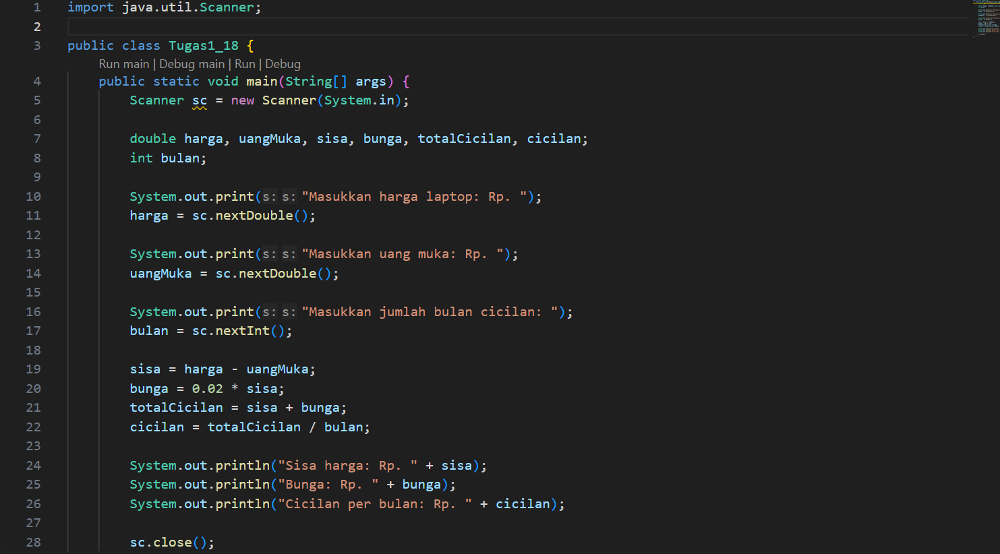 1 import java.util.Scanner;
2
3 public class Tugas1_18 {
Run main | Debug main | Run | Debug
4 public static void main(String[] args) {
5 Scanner sc = new Scanner(System.in);
6
7 double harga, uangMuka, sisa, bunga, totalCicilan, cicilan;
8 int bulan;
9
10 System.out.print(s: s: "Masukkan harga laptop: Rp. ");
11 harga = sc.nextDouble();
12
13 System.out.print(s: s: "Masukkan uang muka: Rp. ");
14 uangMuka = sc.nextDouble();
15
16 System.out.print(s: s: "Masukkan jumlah bulan cicilan: ");
17 bulan = sc.nextInt();
18
19 sisa = harga - uangMuka;
20 bunga = 0.02 * sisa;
21 totalCicilan = sisa + bunga;
22 cicilan = totalCicilan / bulan;
23
24 System.out.println("Sisa harga: Rp. " + sisa);
25 System.out.println("Bunga: Rp. " + bunga);
26 System.out.println("Cicilan per bulan: Rp. " + cicilan);
27
28 sc.close();